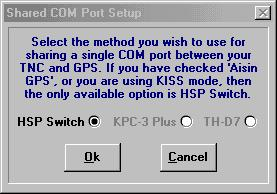 Shared COM Port Setup
Select the method you wish to use for
sharing a single COM port between your
TNC and GPS. If you have checked 'Aisin
GPS', or you are using KISS mode, then
the only available option is HSP Switch.
HSP Switch KPC-3 Plus TH-D7
Ok Cancel